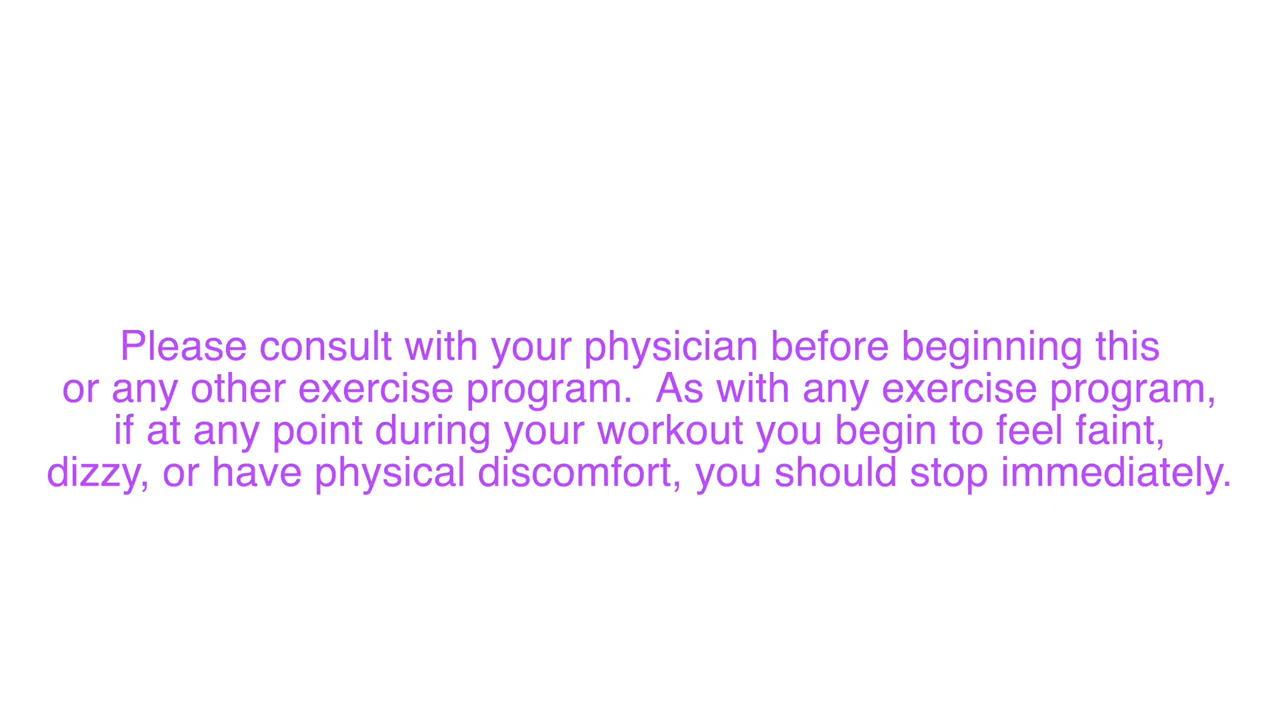 Please consult with your physician before beginning this
or any other exercise program.  As with any exercise program,
if at any point during your workout you begin to feel faint,
dizzy, or have physical discomfort, you should stop immediately.